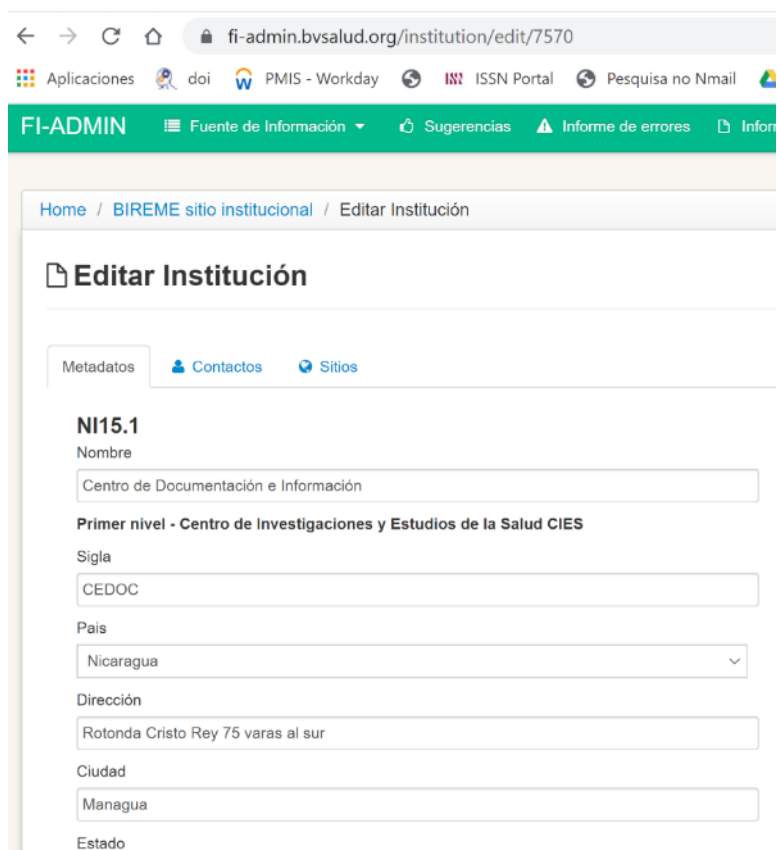 fi-admin.bvsalud.org/institution/edit/7570
Aplicaciones doi PMIS - Workday ISSN Portal Pesquisa no Nmail
FI-ADMIN Fuente de Información Sugerencias Informe de errores Infor
Home / BIREME sitio institucional / Editar Institución
Editar Institución
Metadatos Contactos Sitios
NI15.1
Nombre
Centro de Documentación e Información
Primer nivel - Centro de Investigaciones y Estudios de la Salud CIES
Sigla
CEDOC
Pais
Nicaragua
Dirección
Rotonda Cristo Rey 75 varas al sur
Ciudad
Managua
Estado